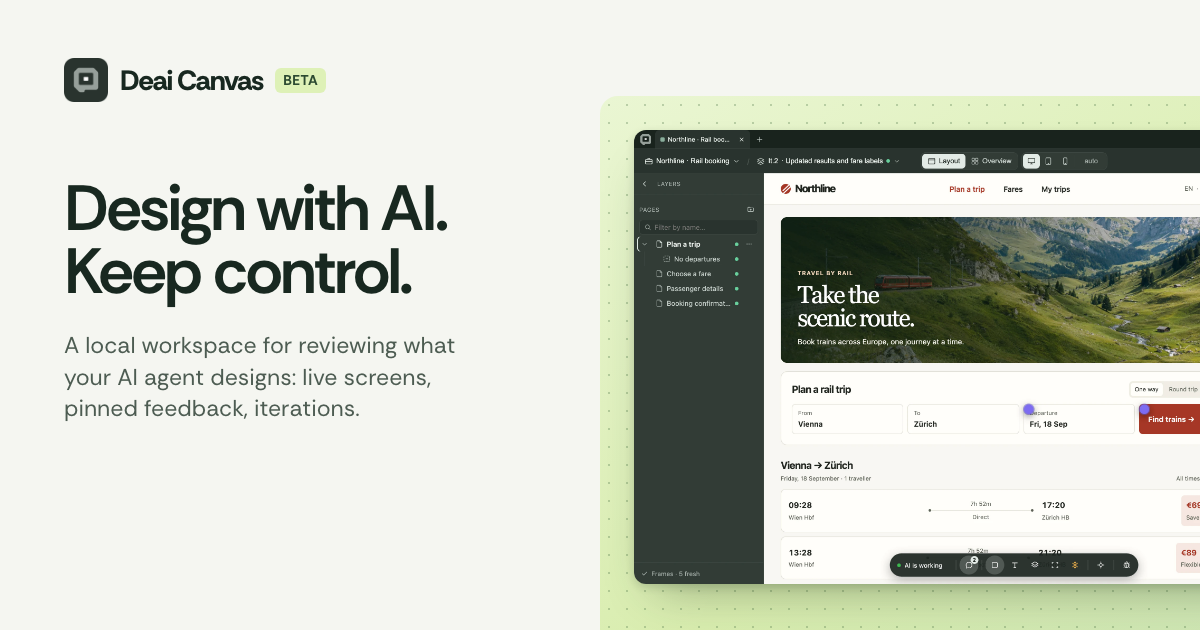 Deai Canvas BETA
Design with AI.
Keep control.
A local workspace for reviewing what
your AI agent designs: live screens,
pinned feedback, iterations.
Northline · Rail boo... × +
Northline · Rail booking / It.2 · Updated results and fare labels Layout Overview auto
LAYERS
PAGES
Filter by name...
Plan a trip
No departures
Choose a fare
Passenger details
Booking confirmat...
Frames · 5 fresh
Northline Plan a trip Fares My trips EN ·
TRAVEL BY RAIL
Take the
scenic route.
Book trains across Europe, one journey at a time.
Plan a rail trip One way Round trip
From To
Vienna Zürich Fri, 18 Sep Find trains →
Vienna → Zürich
Friday, 18 September · 1 traveller All times
09:28 7h 52m 17:20
Wien Hbf Direct Zürich HB Save
13:28 7h 52m 21:20 €89
Wien Hbf
AI is working 2